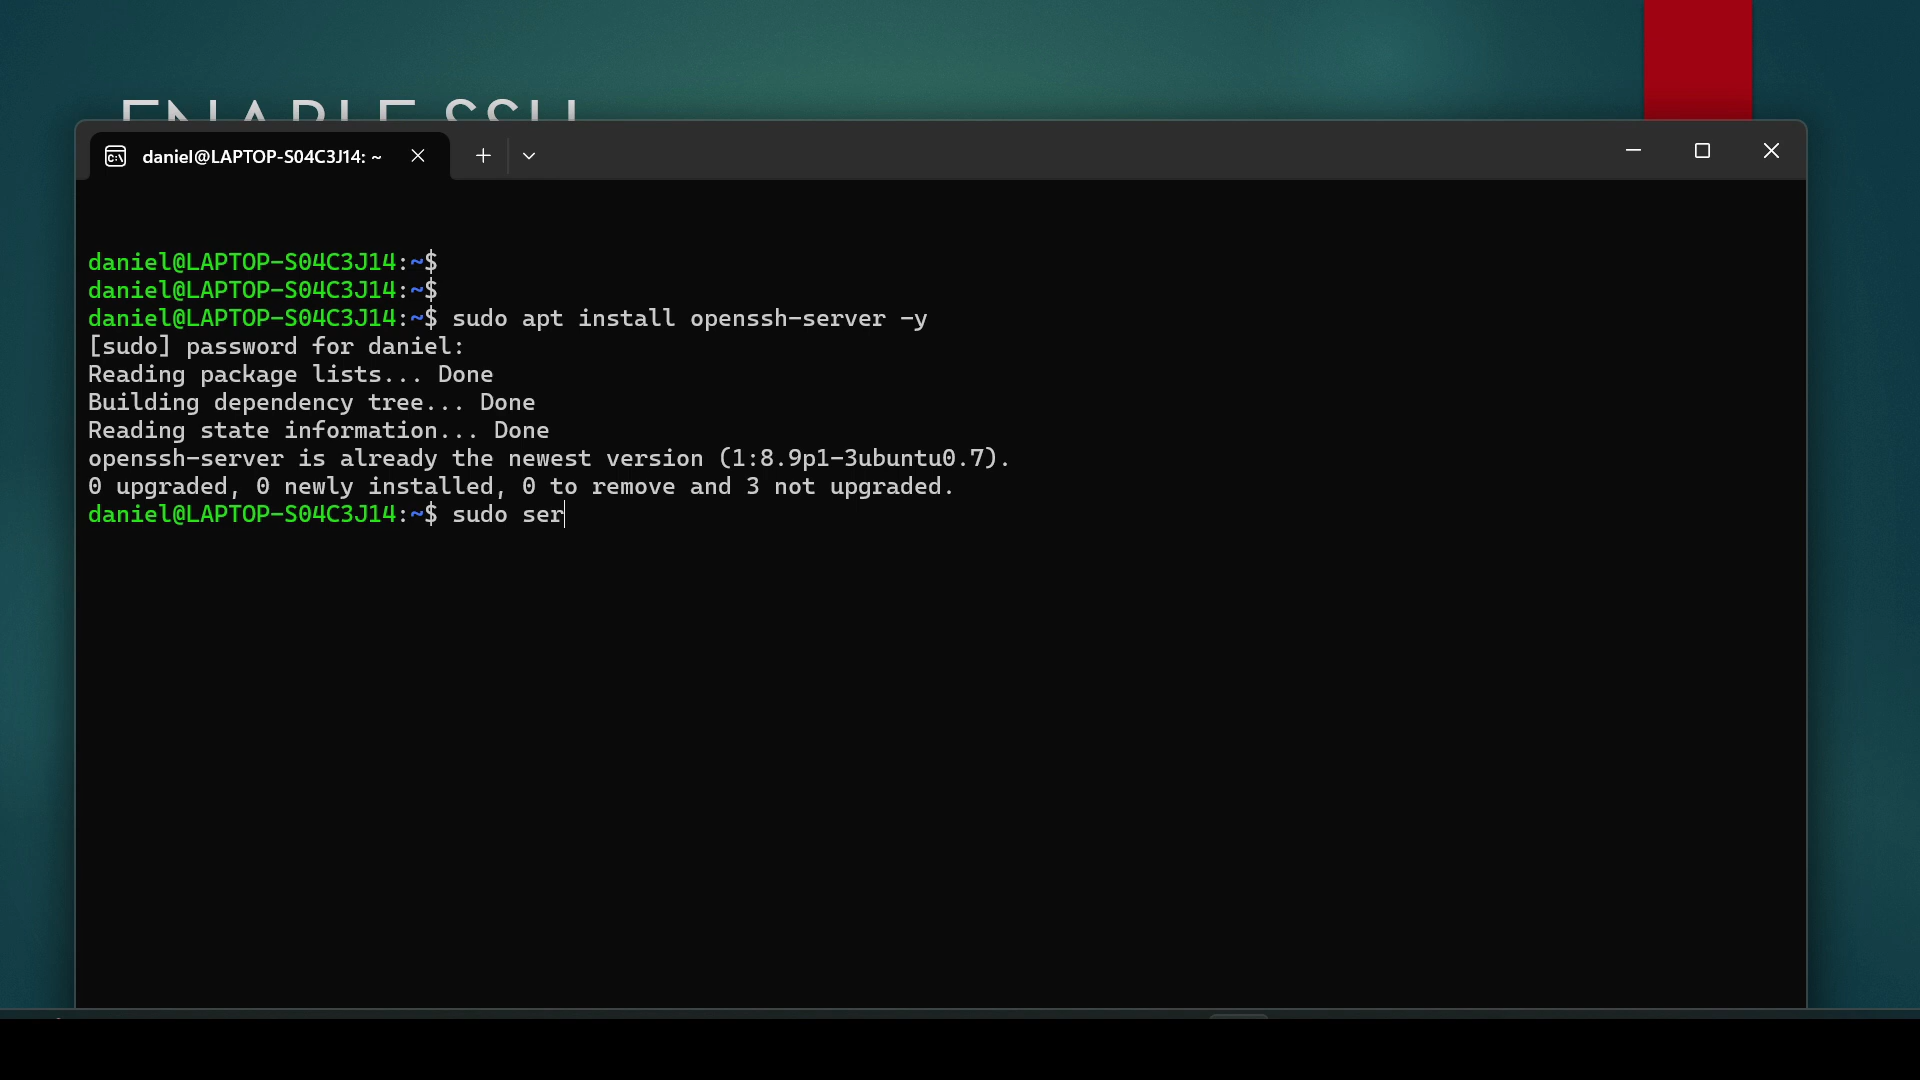 ENABLE SSH
daniel@LAPTOP-S04C3J14: ~
daniel@LAPTOP-S04C3J14:~$
daniel@LAPTOP-S04C3J14:~$
daniel@LAPTOP-S04C3J14:~$ sudo apt install openssh-server -y
[sudo] password for daniel:
Reading package lists... Done
Building dependency tree... Done
Reading state information... Done
openssh-server is already the newest version (1:8.9p1-3ubuntu0.7).
0 upgraded, 0 newly installed, 0 to remove and 3 not upgraded.
daniel@LAPTOP-S04C3J14:~$ sudo ser